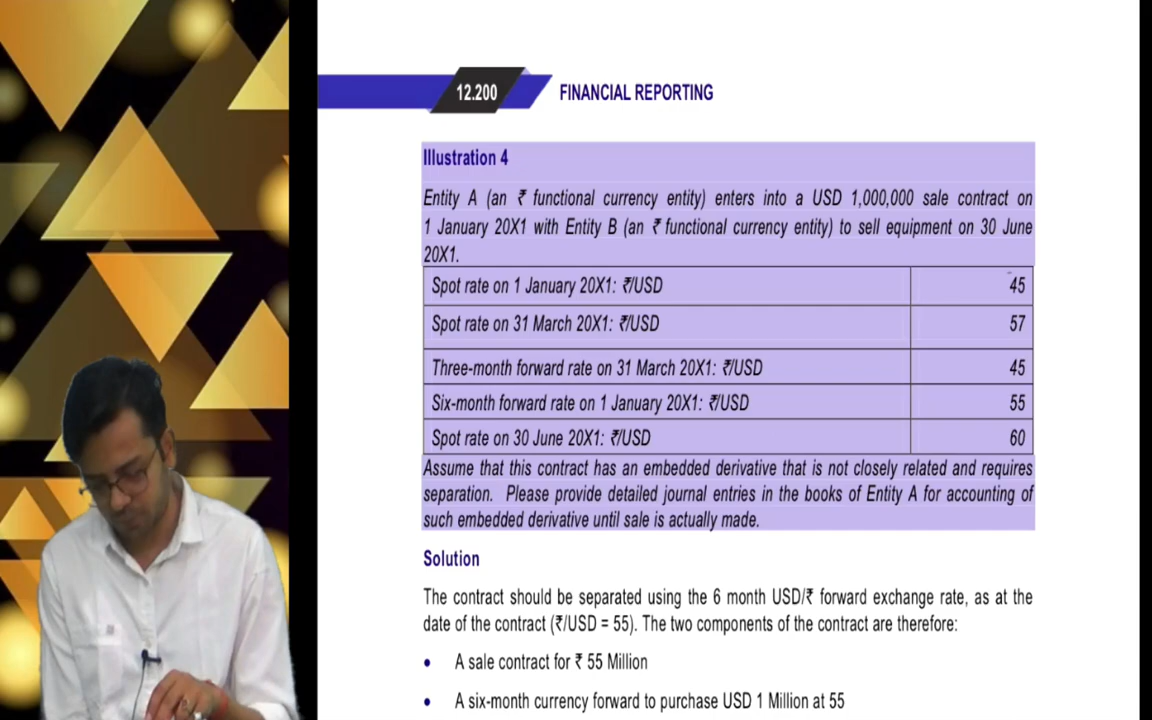 12.200 FINANCIAL REPORTING
Illustration 4
Entity A (an ₹ functional currency entity) enters into a USD 1,000,000 sale contract on
1 January 20X1 with Entity B (an ₹ functional currency entity) to sell equipment on 30 June
20X1.
Spot rate on 1 January 20X1: ₹/USD 45
Spot rate on 31 March 20X1: ₹/USD 57
Three-month forward rate on 31 March 20X1: ₹/USD 45
Six-month forward rate on 1 January 20X1: ₹/USD 55
Spot rate on 30 June 20X1: ₹/USD 60
Assume that this contract has an embedded derivative that is not closely related and requires
separation. Please provide detailed journal entries in the books of Entity A for accounting of
such embedded derivative until sale is actually made.
Solution
The contract should be separated using the 6 month USD/₹ forward exchange rate, as at the
date of the contract (₹/USD = 55). The two components of the contract are therefore:
• A sale contract for ₹ 55 Million
• A six-month currency forward to purchase USD 1 Million at 55